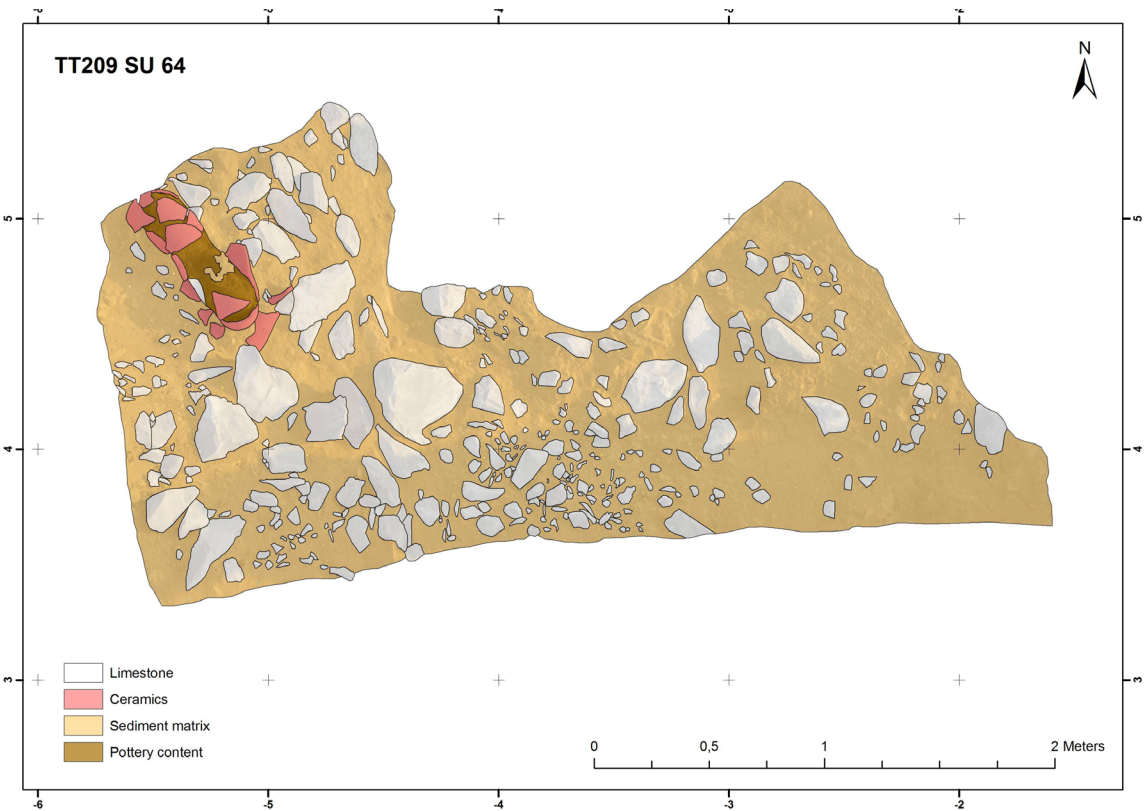 -6 -5 -4 -3 -2
TT209 SU 64
N
5 5
4 4
3 3
Limestone
Ceramics
Sediment matrix
Pottery content
0 0,5 1 2 Meters
-6 -5 -4 -3 -2